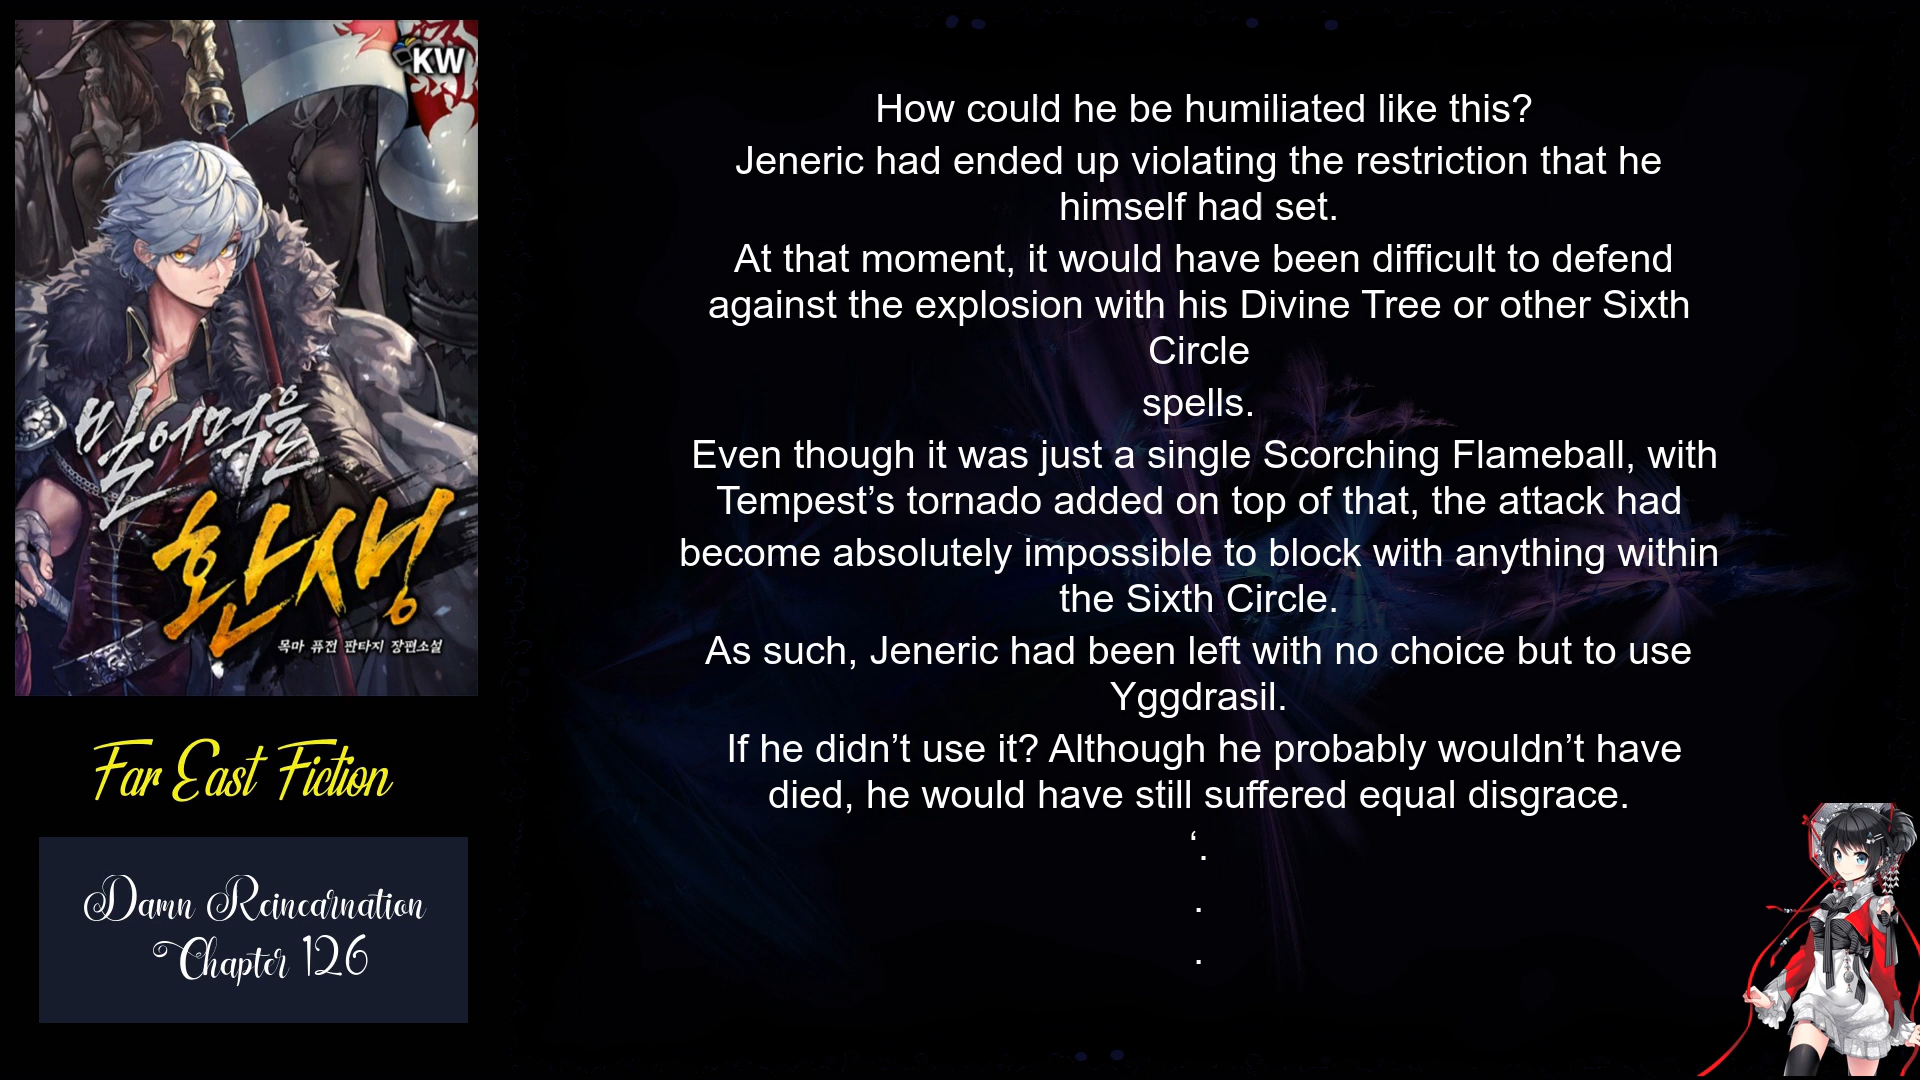 KW
빌어먹을
환생
목마 퓨전 판타지 장편소설
Far East Fiction
Damn Reincarnation
Chapter 126
How could he be humiliated like this?
Jeneric had ended up violating the restriction that he
himself had set.
At that moment, it would have been difficult to defend
against the explosion with his Divine Tree or other Sixth
Circle
spells.
Even though it was just a single Scorching Flameball, with
Tempest’s tornado added on top of that, the attack had
become absolutely impossible to block with anything within
the Sixth Circle.
As such, Jeneric had been left with no choice but to use
Yggdrasil.
If he didn’t use it? Although he probably wouldn’t have
died, he would have still suffered equal disgrace.
‘.
.
.